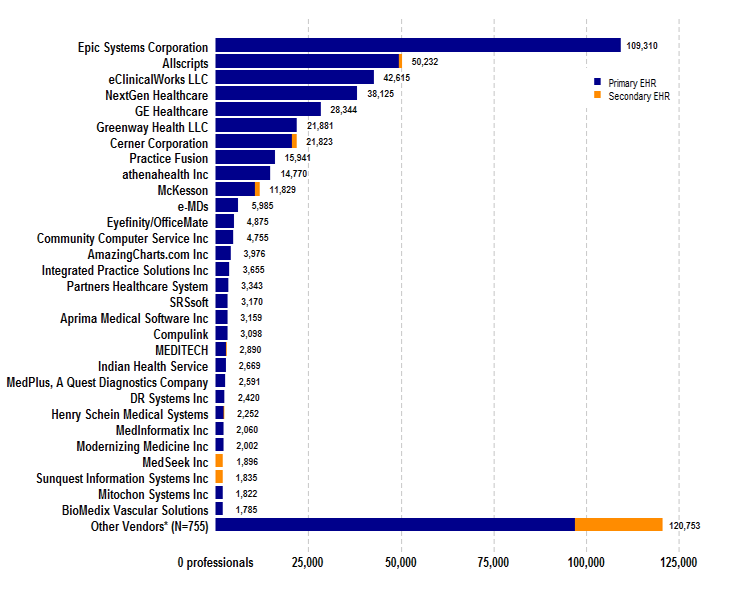 Epic Systems Corporation 109,310
Allscripts 50,232
eClinicalWorks LLC 42,615
Primary EHR
NextGen Healthcare 38,125
Secondary EHR
GE Healthcare 28,344
Greenway Health LLC 21,881
Cerner Corporation 21,823
Practice Fusion 15,941
athenahealth Inc 14,770
McKesson 11,829
e-MDs 5,985
Eyefinity/OfficeMate 4,875
Community Computer Service Inc 4,755
AmazingCharts.com Inc 3,976
Integrated Practice Solutions Inc 3,655
Partners Healthcare System 3,343
SRSsoft 3,170
Aprima Medical Software Inc 3,159
Compulink 3,098
MEDITECH 2,890
Indian Health Service 2,669
MedPlus, A Quest Diagnostics Company 2,591
DR Systems Inc 2,420
Henry Schein Medical Systems 2,252
MedInformatix Inc 2,060
Modernizing Medicine Inc 2,002
MedSeek Inc 1,896
Sunquest Information Systems Inc 1,835
Mitochon Systems Inc 1,822
BioMedix Vascular Solutions 1,785
Other Vendors* (N=755) 120,753
0 professionals 25,000 50,000 75,000 100,000 125,000